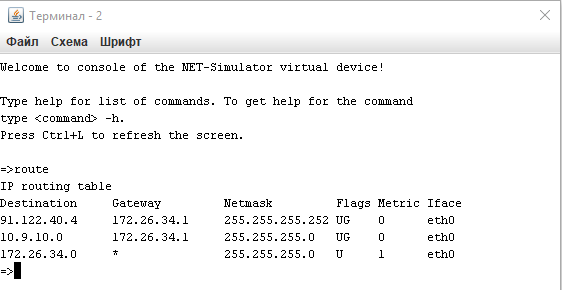 Терминал - 2
Файл Схема Шрифт
Welcome to console of the NET-Simulator virtual device!
Type help for list of commands. To get help for the command
type <command> -h.
Press Ctrl+L to refresh the screen.
=>route
IP routing table
Destination Gateway Netmask Flags Metric Iface
91.122.40.4 172.26.34.1 255.255.255.252 UG 0 eth0
10.9.10.0 172.26.34.1 255.255.255.0 UG 0 eth0
172.26.34.0 * 255.255.255.0 U 1 eth0
=>